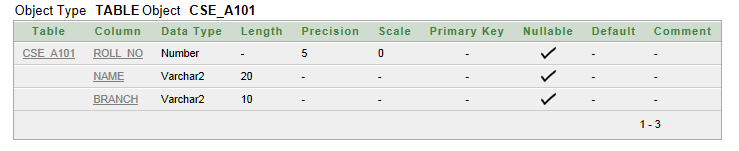 Object Type TABLE Object CSE_A101
Table Column Data Type Length Precision Scale Primary Key Nullable Default Comment
CSE_A101 ROLL_NO Number - 5 0 - ✓ - -
NAME Varchar2 20 - - - ✓ - -
BRANCH Varchar2 10 - - - ✓ - -
1 - 3